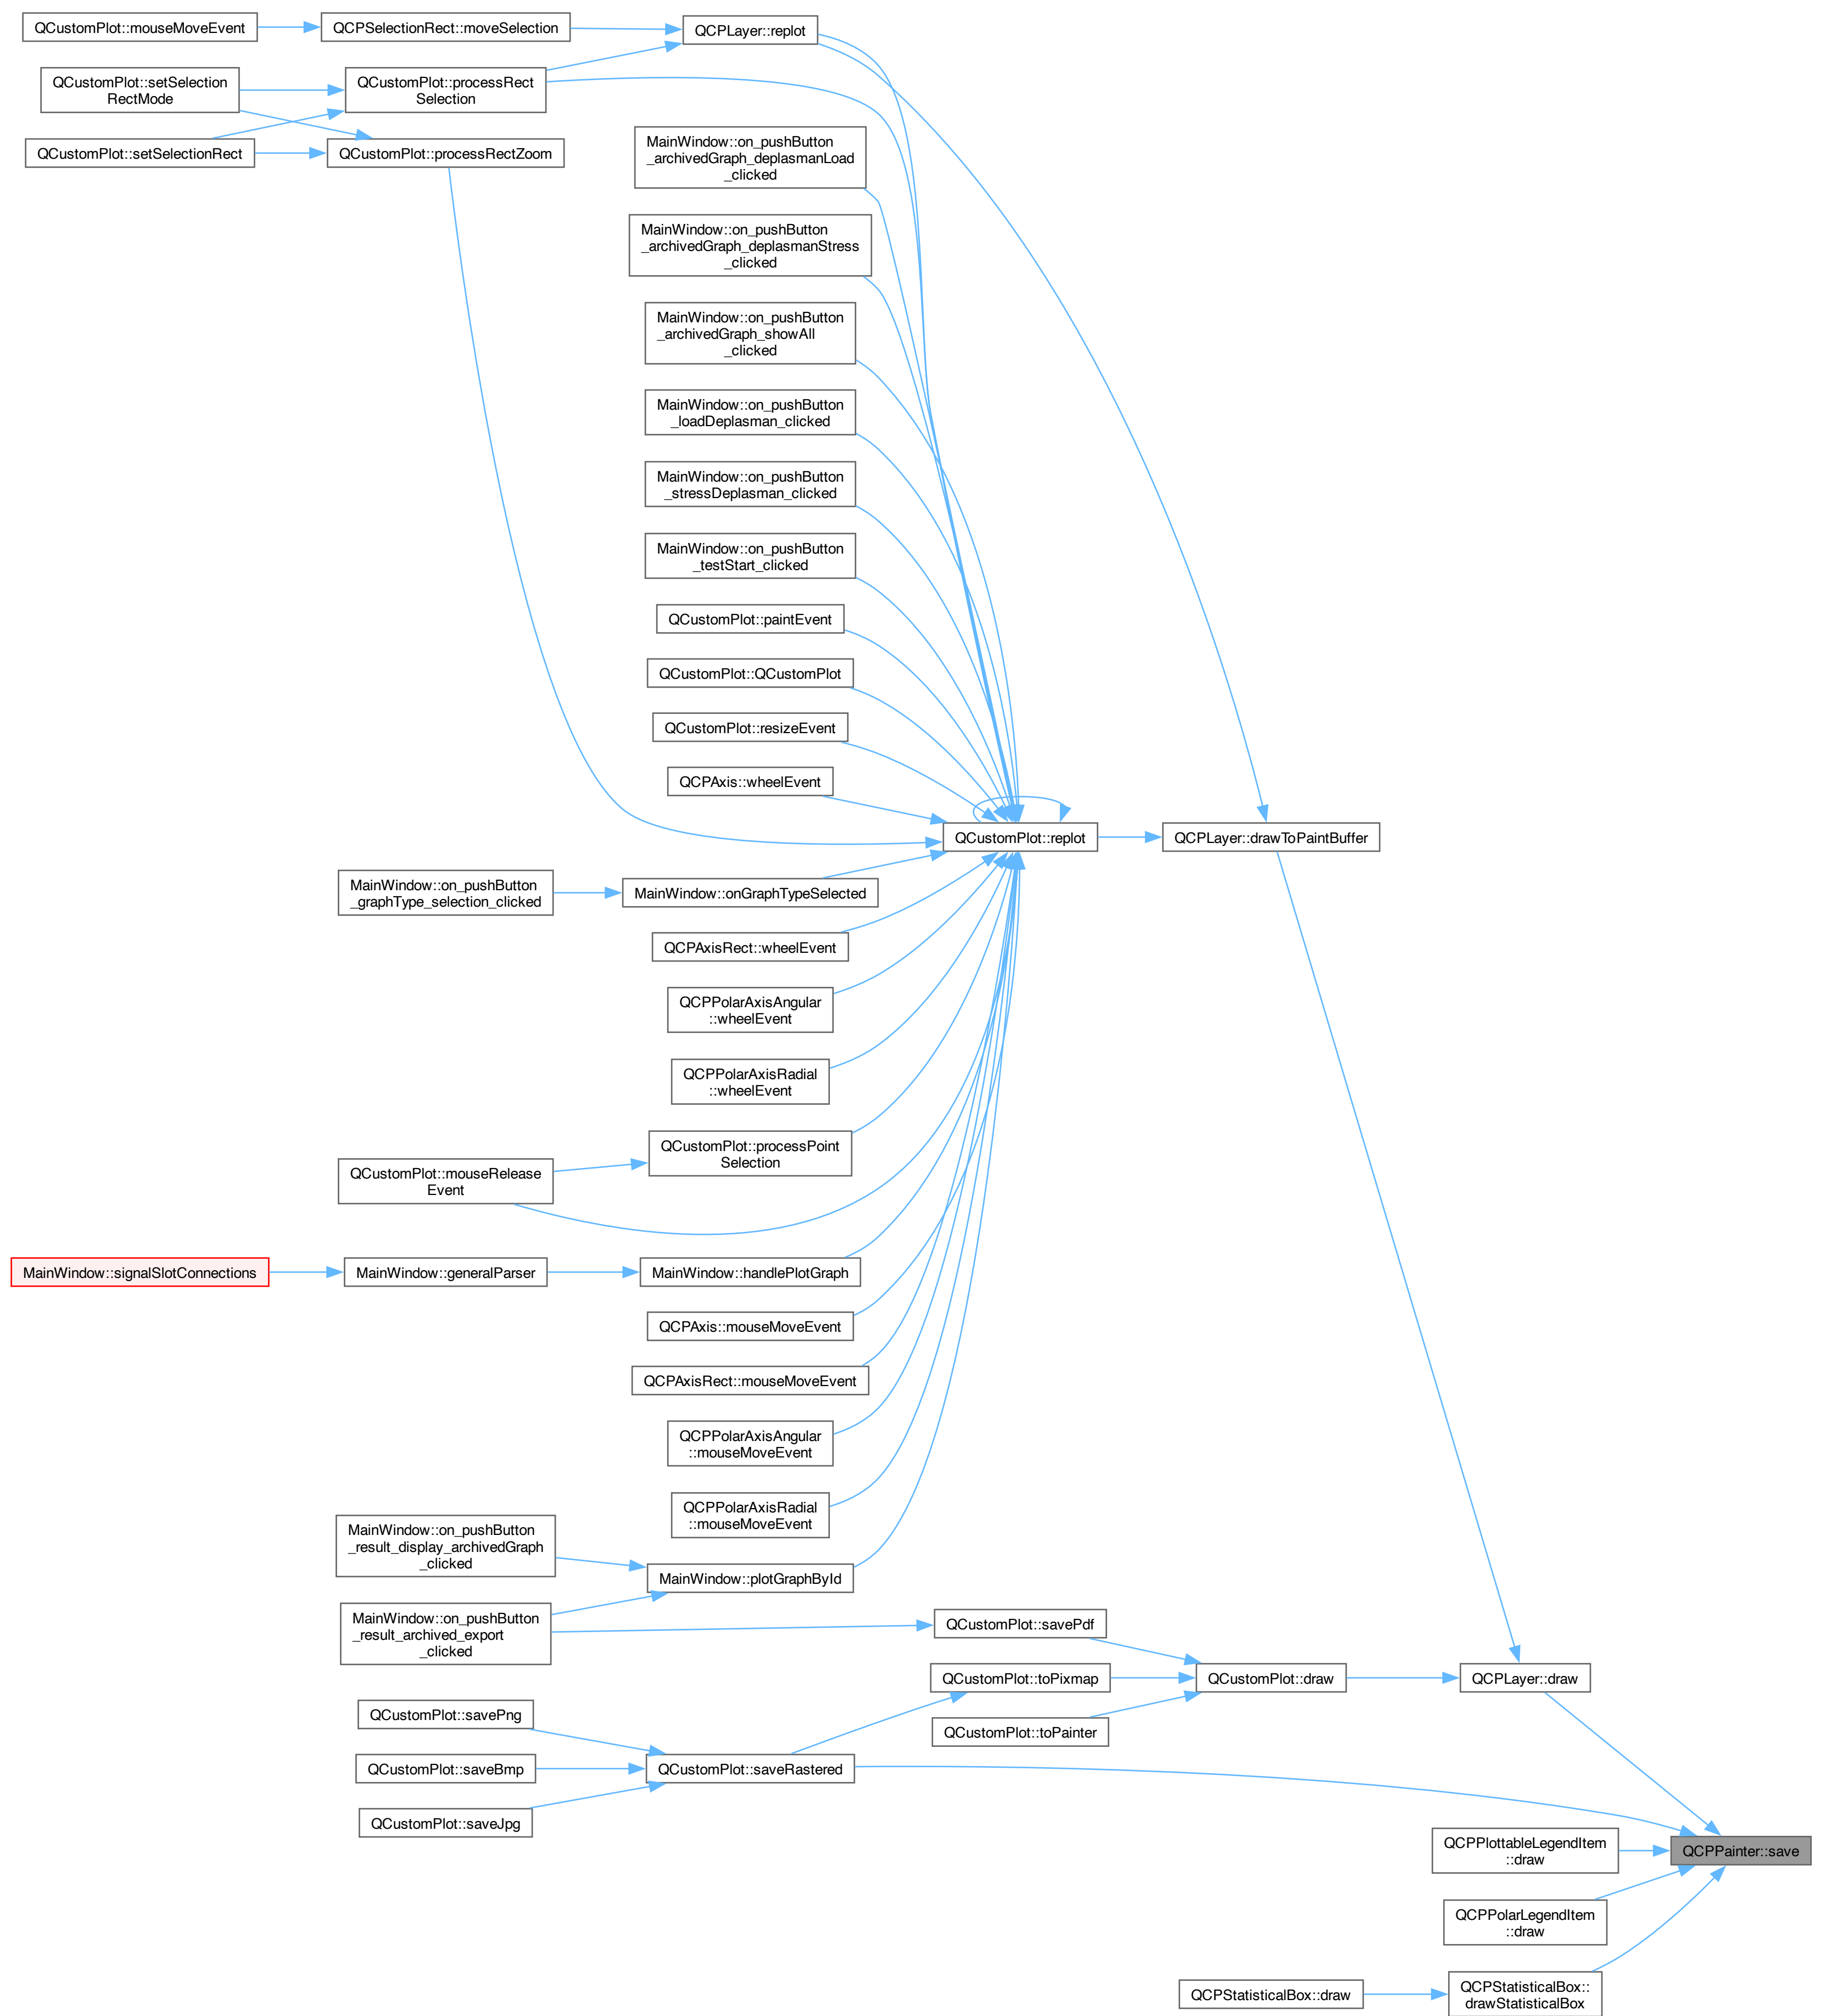 QCustomPlot::mouseMoveEvent
QCPSelectionRect::moveSelection
QCPLayer::replot
QCustomPlot::setSelection
RectMode
QCustomPlot::processRect
Selection
QCustomPlot::setSelectionRect
QCustomPlot::processRectZoom
MainWindow::on_pushButton
_archivedGraph_deplasmanLoad
_clicked
MainWindow::on_pushButton
_archivedGraph_deplasmanStress
_clicked
MainWindow::on_pushButton
_archivedGraph_showAll
_clicked
MainWindow::on_pushButton
_loadDeplasman_clicked
MainWindow::on_pushButton
_stressDeplasman_clicked
MainWindow::on_pushButton
_testStart_clicked
QCustomPlot::paintEvent
QCustomPlot::QCustomPlot
QCustomPlot::resizeEvent
QCPAxis::wheelEvent
QCustomPlot::replot
QCPLayer::drawToPaintBuffer
MainWindow::on_pushButton
_graphType_selection_clicked
MainWindow::onGraphTypeSelected
QCPAxisRect::wheelEvent
QCPPolarAxisAngular
::wheelEvent
QCPPolarAxisRadial
::wheelEvent
QCustomPlot::processPoint
Selection
QCustomPlot::mouseRelease
Event
MainWindow::signalSlotConnections
MainWindow::generalParser
MainWindow::handlePlotGraph
QCPAxis::mouseMoveEvent
QCPAxisRect::mouseMoveEvent
QCPPolarAxisAngular
::mouseMoveEvent
QCPPolarAxisRadial
::mouseMoveEvent
MainWindow::on_pushButton
_result_display_archivedGraph
_clicked
MainWindow::plotGraphById
MainWindow::on_pushButton
_result_archived_export
_clicked
QCustomPlot::savePdf
QCustomPlot::toPixmap
QCustomPlot::draw
QCPLayer::draw
QCustomPlot::savePng
QCustomPlot::toPainter
QCustomPlot::saveBmp
QCustomPlot::saveRastered
QCustomPlot::saveJpg
QCPPlottableLegendItem
::draw
QCPPainter::save
QCPPolarLegendItem
::draw
QCPStatisticalBox::draw
QCPStatisticalBox::
drawStatisticalBox